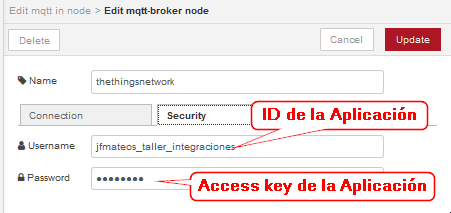 Edit mqtt in node > Edit mqtt-broker node
Delete
Cancel
Update
Name
thethingsnetwork
Connection
Security
ID de la Aplicación
Username
jfmateos_taller_integraciones
Password
••••••••
Access key de la Aplicación